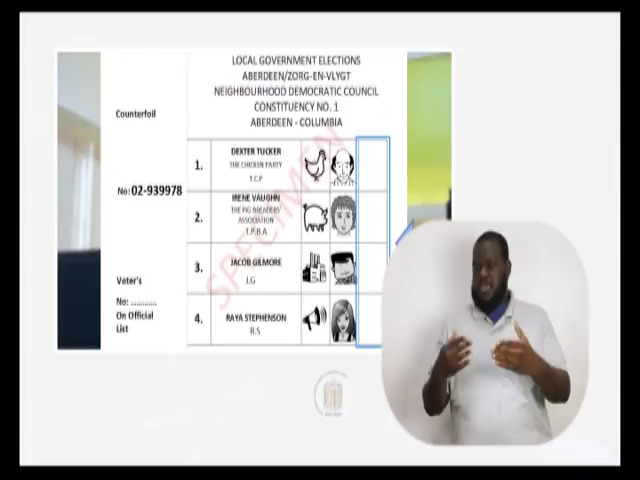 LOCAL GOVERNMENT ELECTIONS
ABERDEEN/ZORG-EN-VLYGT
NEIGHBOURHOOD DEMOCRATIC COUNCIL
CONSTITUENCY NO. 1
ABERDEEN - COLUMBIA
Counterfoil
No: 02-939978
Voter's
No: .............
On Official
List
1.
DEXTER TUCKER
THE CHICKEN PARTY
T.C.P
2.
IRENE VAUGHN
THE PIG BREADERS'
ASSOCIATION
T.P.B.A
3.
JACOB GILMORE
J.G
4.
RAYA STEPHENSON
R.S
SPECIMEN